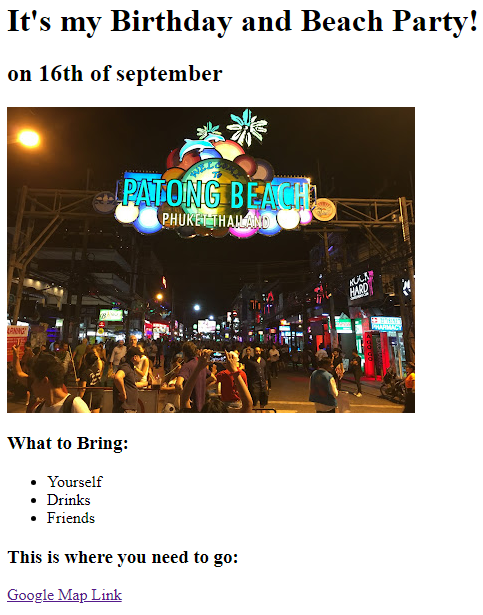 It's my Birthday and Beach Party!
on 16th of september
WELCOME TO
PATONG BEACH
PHUKET THAILAND
ROCK
HARD
PHARMACY
What to Bring:
Yourself
Drinks
Friends
This is where you need to go:
Google Map Link